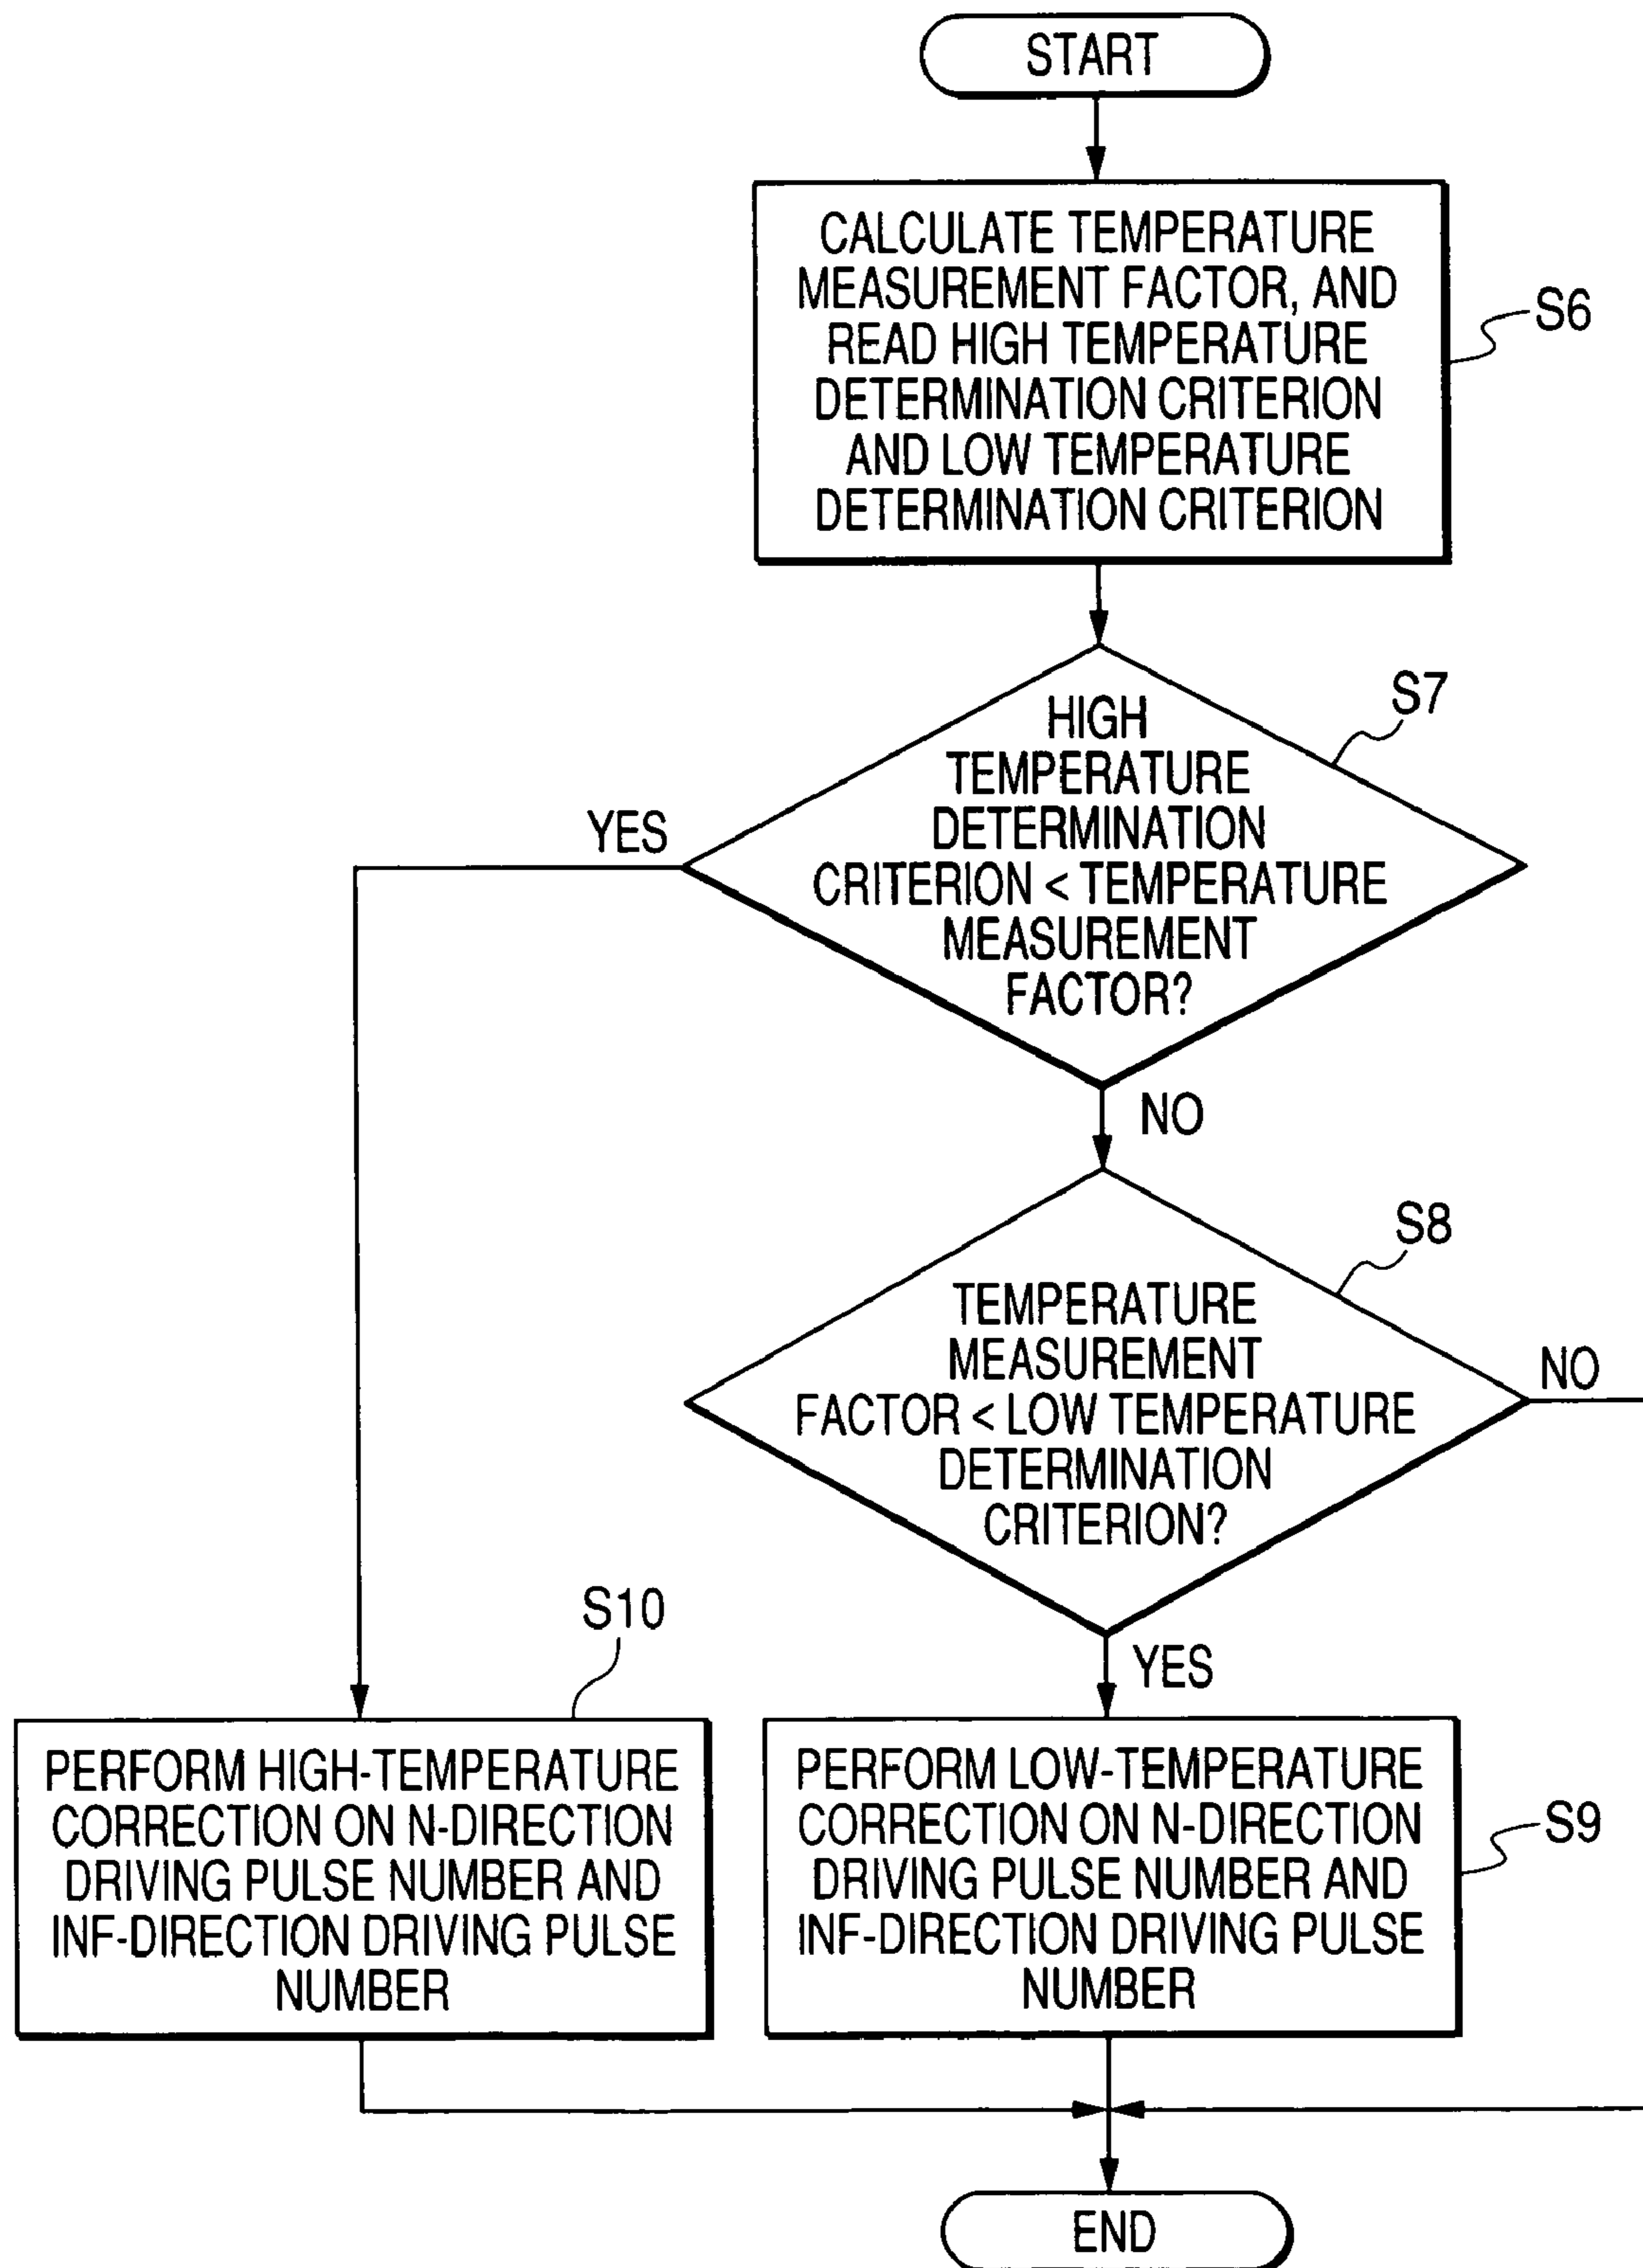 START
CALCULATE TEMPERATURE
MEASUREMENT FACTOR, AND
READ HIGH TEMPERATURE
DETERMINATION CRITERION
AND LOW TEMPERATURE
DETERMINATION CRITERION
S6
HIGH
TEMPERATURE
DETERMINATION
CRITERION < TEMPERATURE
MEASUREMENT
FACTOR?
S7
YES
NO
TEMPERATURE
MEASUREMENT
FACTOR < LOW TEMPERATURE
DETERMINATION
CRITERION?
S8
NO
YES
S10
PERFORM HIGH-TEMPERATURE
CORRECTION ON N-DIRECTION
DRIVING PULSE NUMBER AND
INF-DIRECTION DRIVING PULSE
NUMBER
PERFORM LOW-TEMPERATURE
CORRECTION ON N-DIRECTION
DRIVING PULSE NUMBER AND
INF-DIRECTION DRIVING PULSE
NUMBER
S9
END